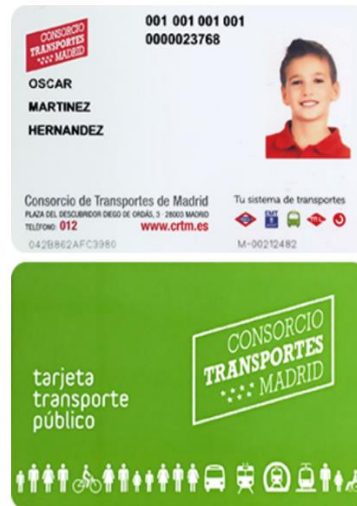 CONSORCIO
TRANSPORTES
MADRID
001 001 001 001
0000023768
OSCAR
MARTINEZ
HERNANDEZ
Consorcio de Transportes de Madrid
PLAZA DEL DESCUBRIDOR DIEGO DE ORDÁS, 3 - 28003 MADRID
TELÉFONO: 012 www.crtm.es
042B862AFC3980
Tu sistema de transportes
EMT
M-00212482
tarjeta
transporte
público
CONSORCIO
TRANSPORTES
MADRID